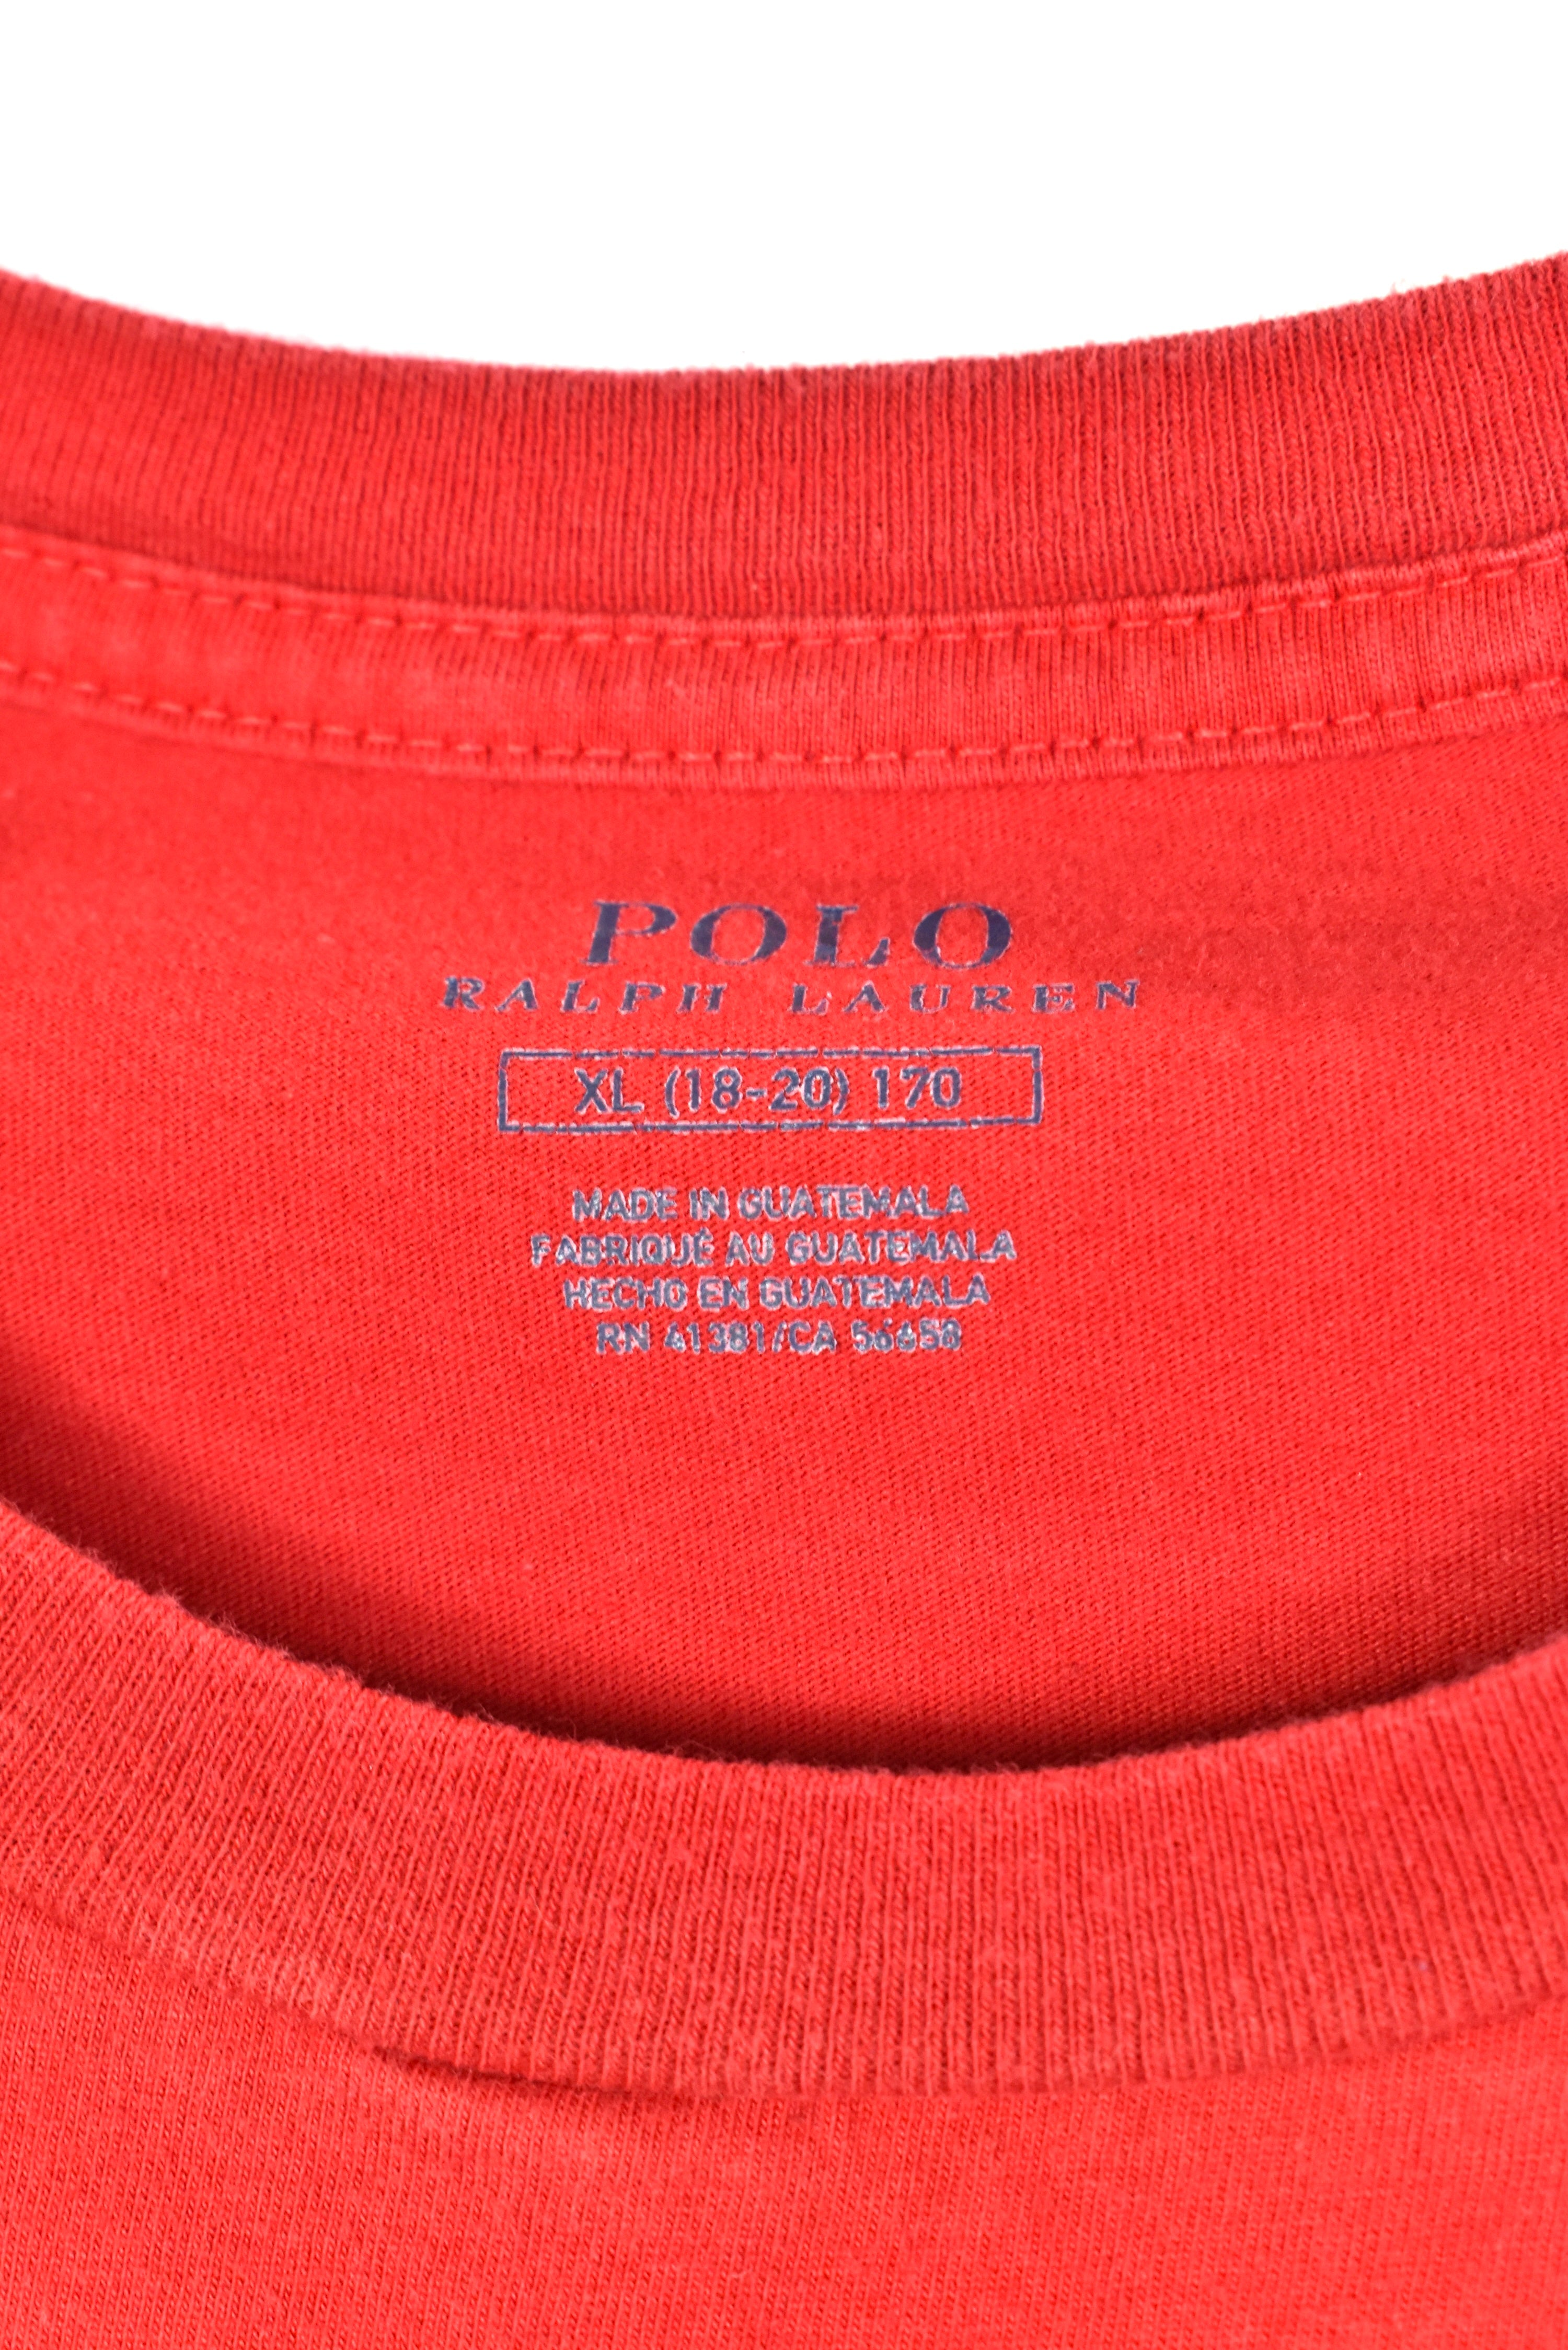 POLO
RALPH LAUREN
XL (18-20) 170
MADE IN GUATEMALA
FABRIQUÉ AU GUATEMALA
HECHO EN GUATEMALA
RN 41381/CA 56658